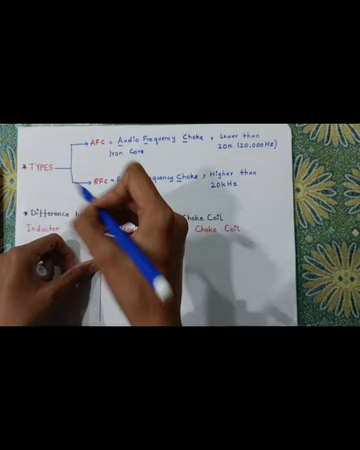 AFC = Audio Frequency Choke, Lower than
Iron Core 20K (20,000Hz)
* TYPES
RFC = Frequency Choke, Higher than
20KHz
* Difference Choke Coil
Inductor Choke Coil